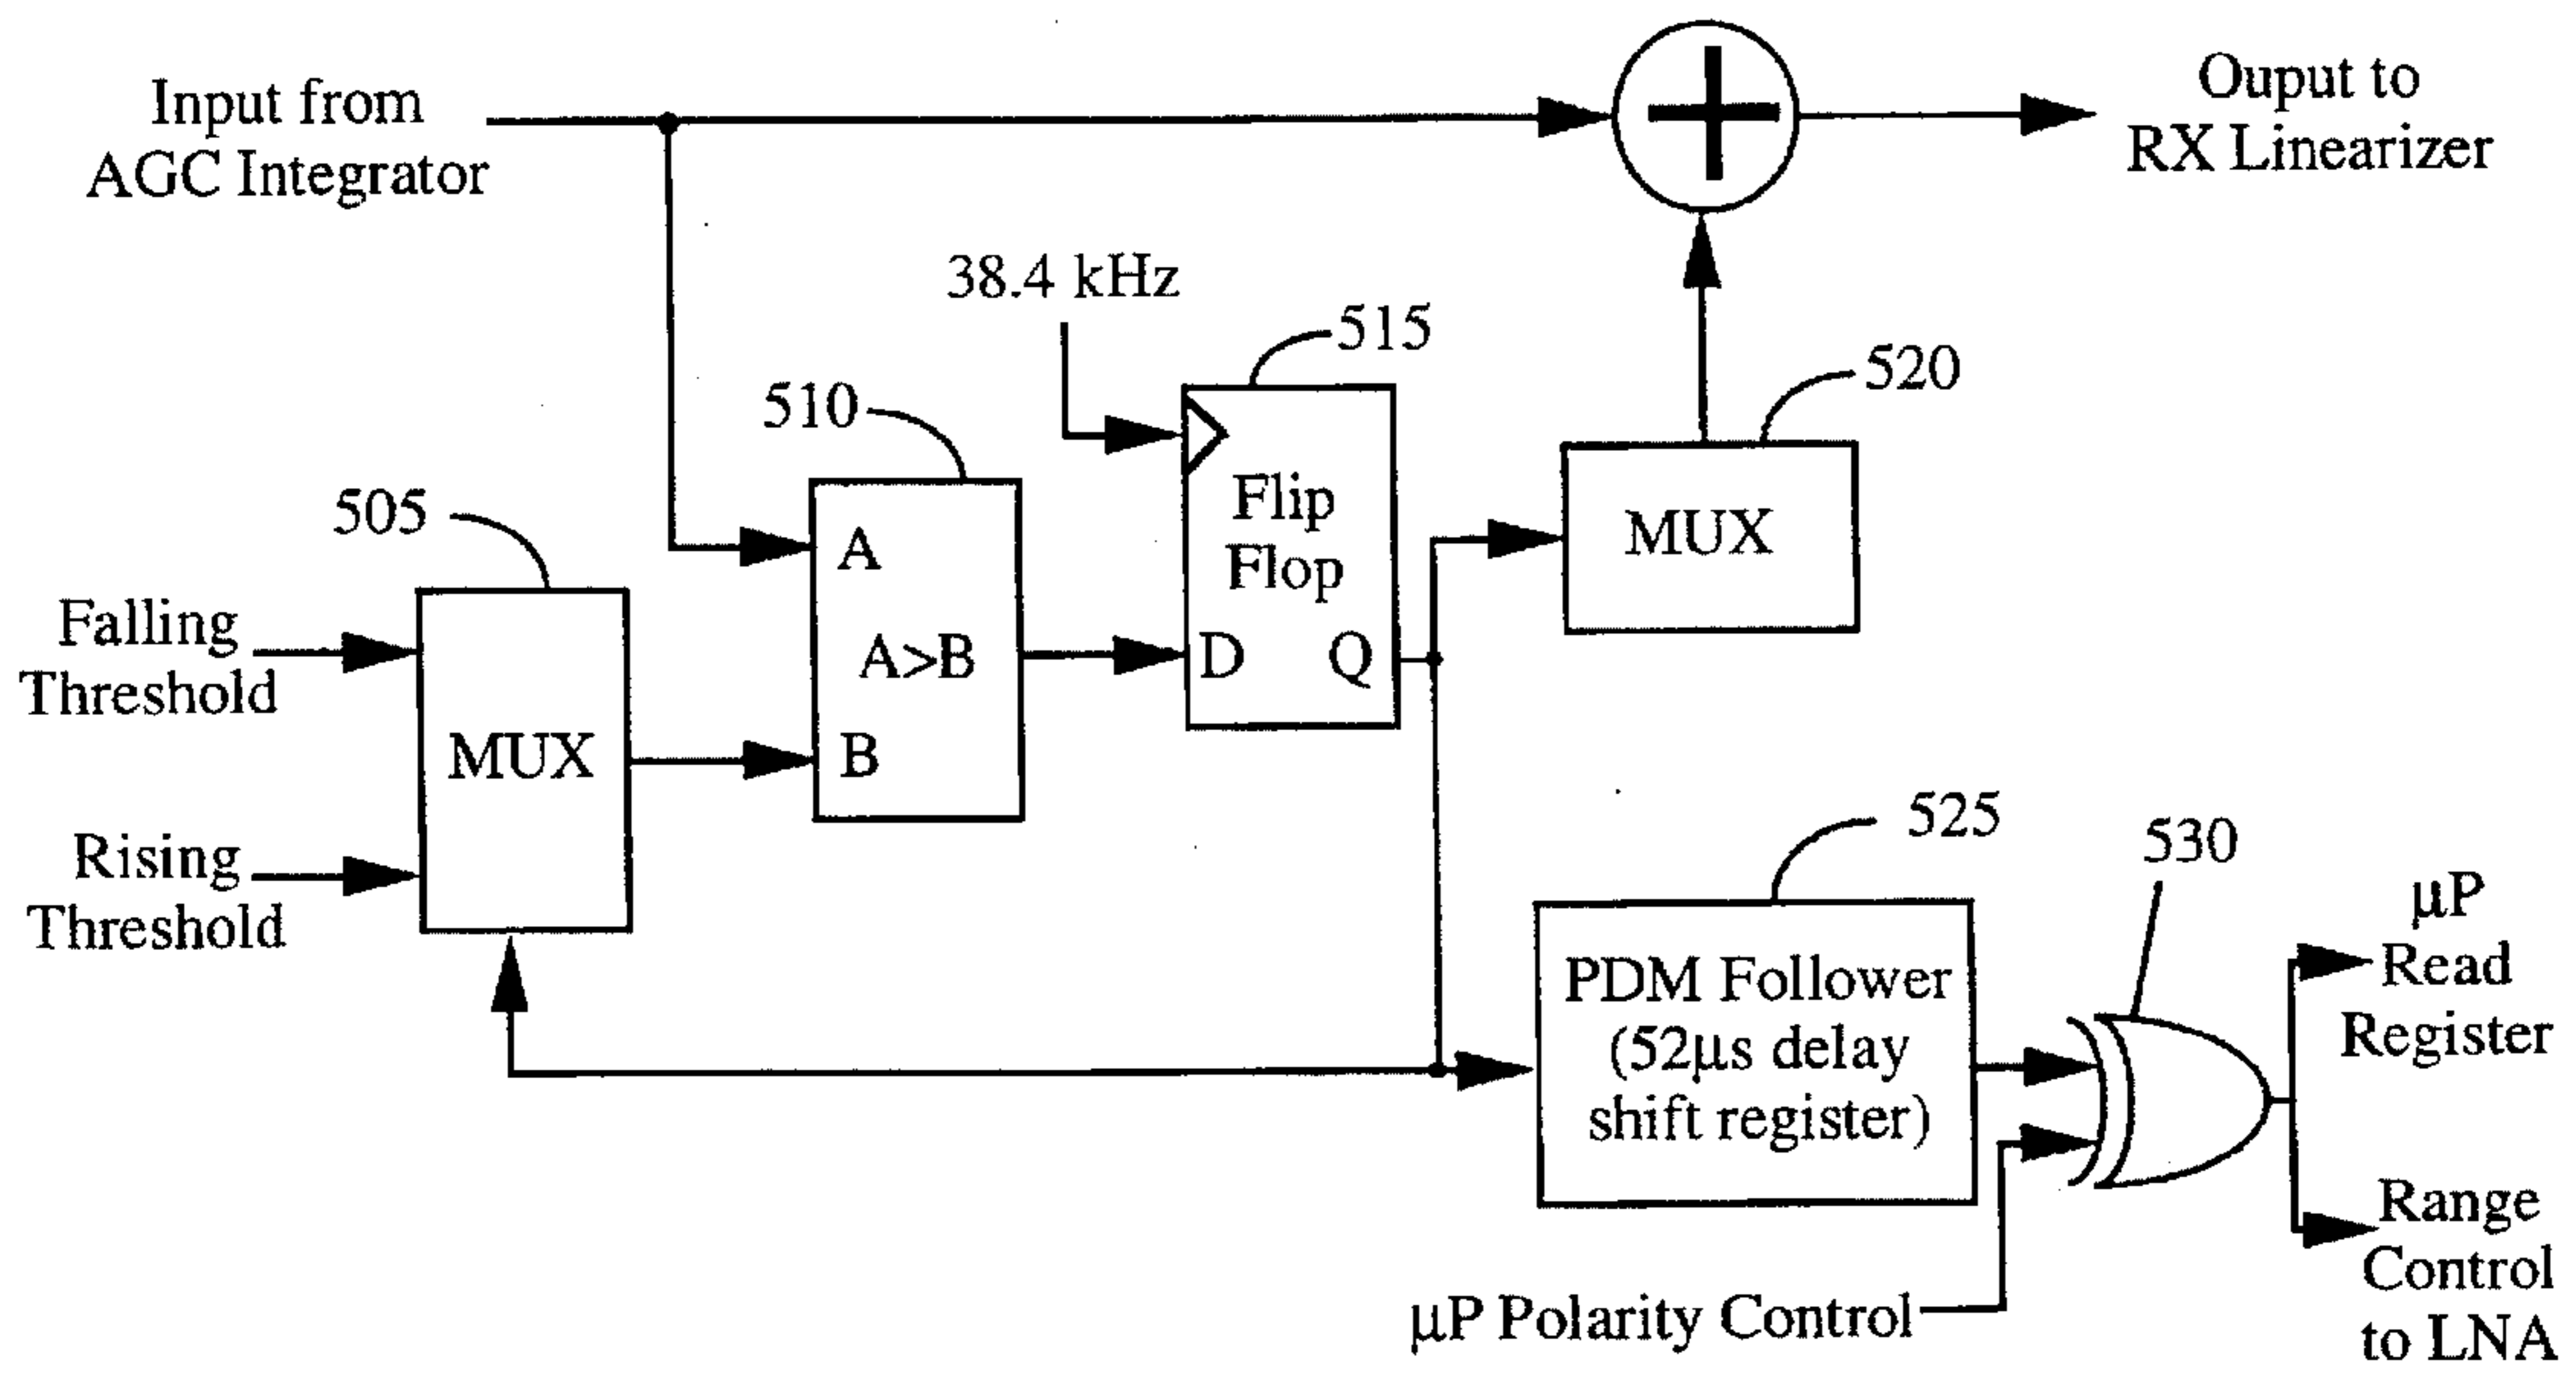 Input from
AGC Integrator
Ouput to
RX Linearizer
38.4 kHz
515
520
510
505
Flip
Flop
D Q
MUX
A
A>B
B
Falling
Threshold
MUX
Rising
Threshold
525
530
PDM Follower
(52µs delay
shift register)
µP
Read
Register
Range
Control
to LNA
µP Polarity Control